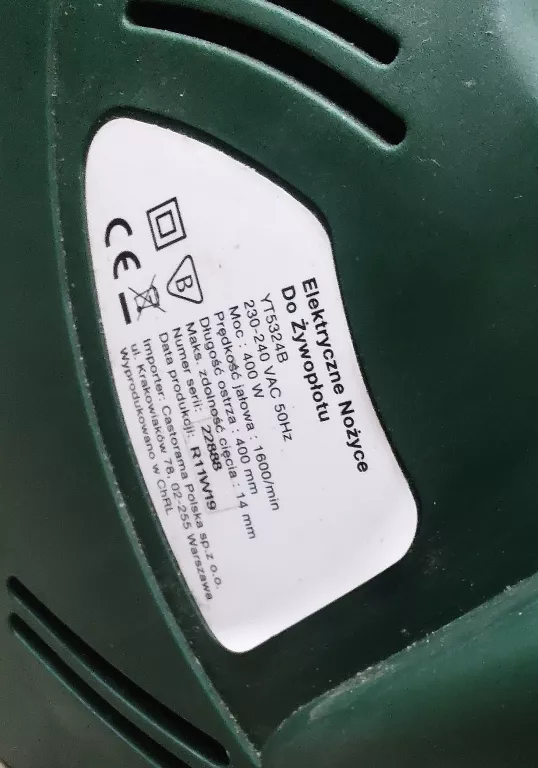 Elektryczne Nożyce
Do Żywopłotu
YT5324B
230-240 VAC 50Hz
Moc : 400 W
Prędkość jałowa : 1600/min
Długość ostrza : 400 mm
Maks. zdolność cięcia : 14 mm
Numer serii: 22888
Data produkcji: R11W19
Importer: Castorama Polska sp.z o.o.
ul. Krakowiaków 78, 02-255 Warszawa
Wyprodukowano w ChRL
B
CE